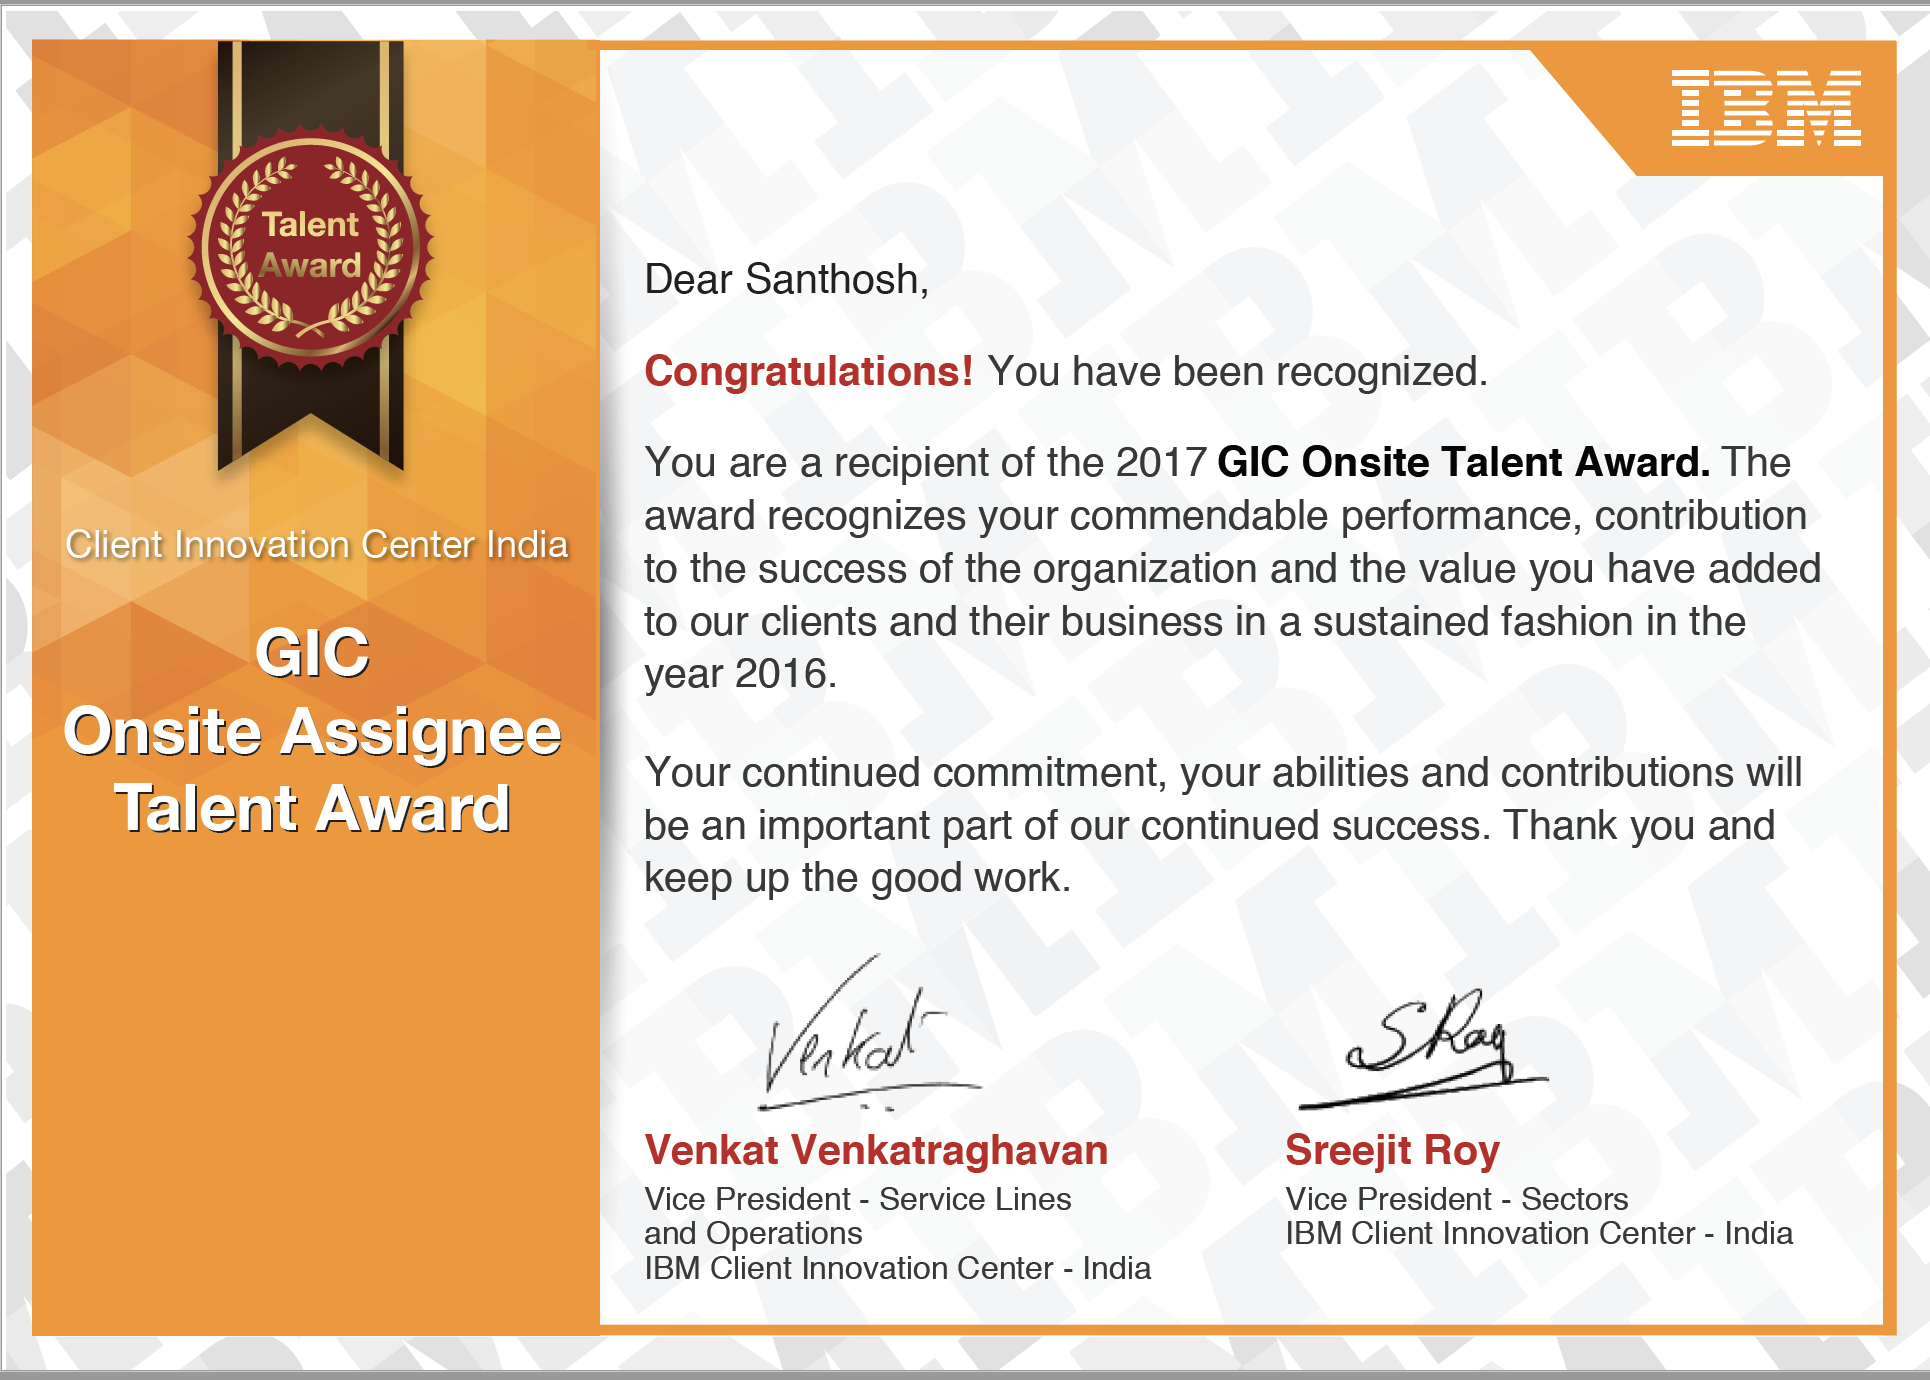 Talent
Award
Client Innovation Center India
GIC
Onsite Assignee
Talent Award
IBM
Dear Santhosh,
Congratulations! You have been recognized.
You are a recipient of the 2017 GIC Onsite Talent Award. The
award recognizes your commendable performance, contribution
to the success of the organization and the value you have added
to our clients and their business in a sustained fashion in the
year 2016.
Your continued commitment, your abilities and contributions will
be an important part of our continued success. Thank you and
keep up the good work.
Venkat
SRoy
Venkat Venkatraghavan
Vice President - Service Lines
and Operations
IBM Client Innovation Center - India
Sreejit Roy
Vice President - Sectors
IBM Client Innovation Center - India